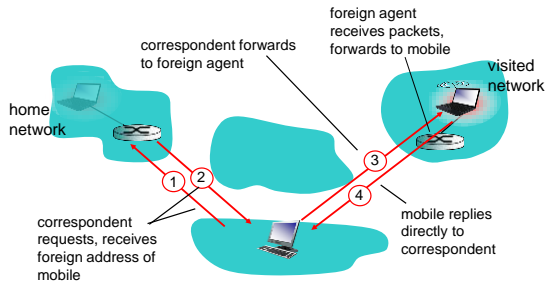 foreign agent
receives packets,
forwards to mobile
correspondent forwards
to foreign agent
visited
network
home
network
1
2
3
4
correspondent
requests, receives
foreign address of
mobile
mobile replies
directly to
correspondent